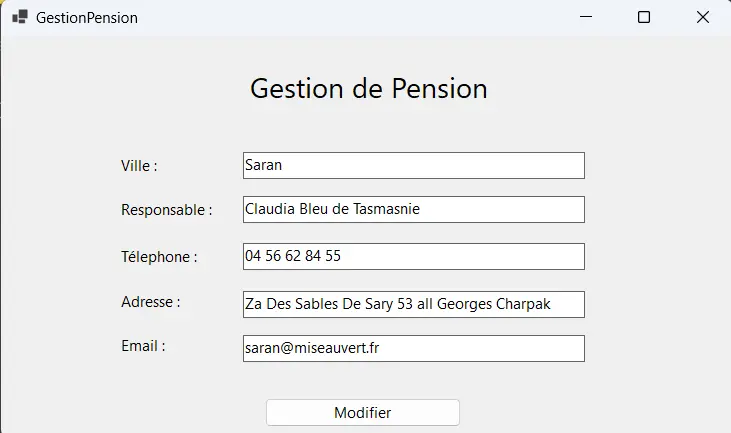 GestionPension
Gestion de Pension
Ville : Saran
Responsable : Claudia Bleu de Tasmasnie
Télephone : 04 56 62 84 55
Adresse : Za Des Sables De Sary 53 all Georges Charpak
Email : saran@miseauvert.fr
Modifier